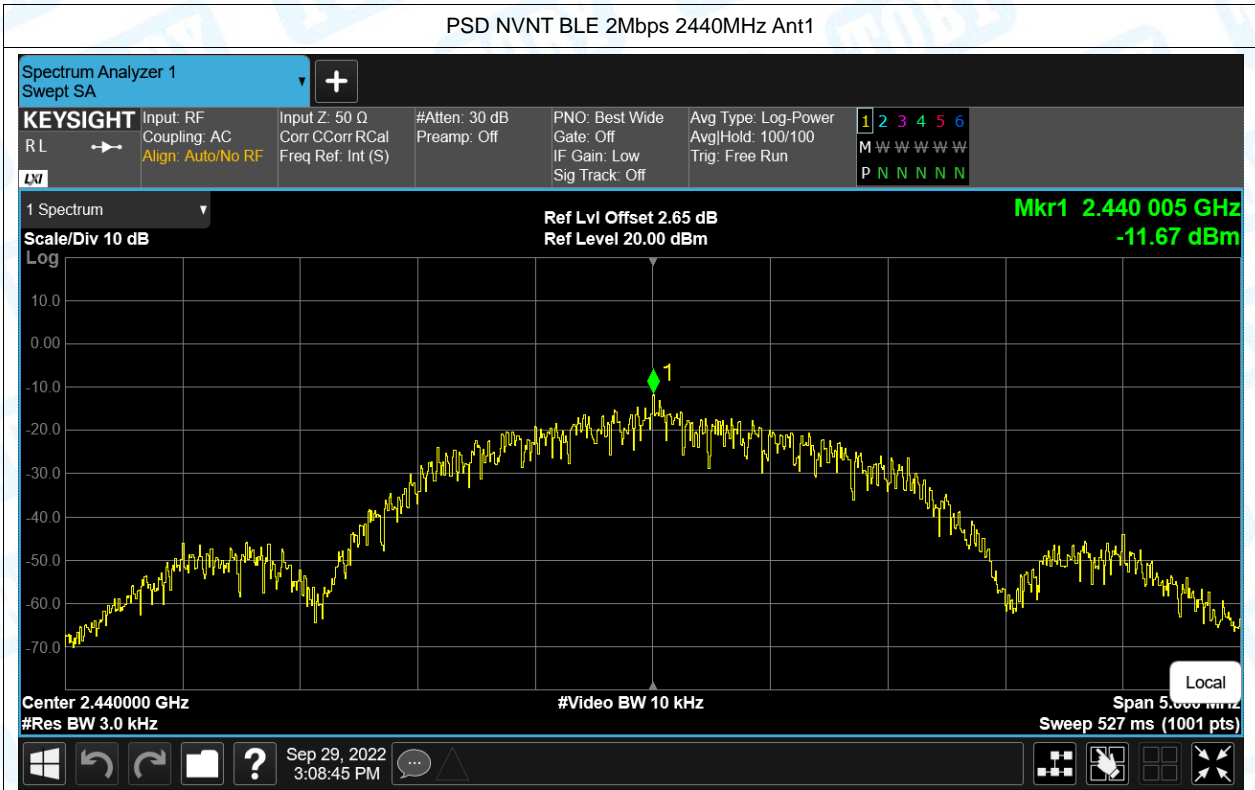 PSD NVNT BLE 2Mbps 2440MHz Ant1
Spectrum Analyzer 1
Swept SA
+
KEYSIGHT
R L
LXI
Input: RF
Coupling: AC
Align: Auto/No RF
Input Z: 50 Ω
Corr CCorr RCal
Freq Ref: Int (S)
#Atten: 30 dB
Preamp: Off
PNO: Best Wide
Gate: Off
IF Gain: Low
Sig Track: Off
Avg Type: Log-Power
Avg|Hold: 100/100
Trig: Free Run
1 2 3 4 5 6
M W W W W W
P N N N N N
1 Spectrum
Scale/Div 10 dB
Ref Lvl Offset 2.65 dB
Ref Level 20.00 dBm
Mkr1 2.440 005 GHz
-11.67 dBm
Log
10.0
0.00
-10.0
-20.0
-30.0
-40.0
-50.0
-60.0
-70.0
1
Local
Center 2.440000 GHz
#Video BW 10 kHz
Span 5.000 MHz
#Res BW 3.0 kHz
Sweep 527 ms (1001 pts)
?
Sep 29, 2022
3:08:45 PM